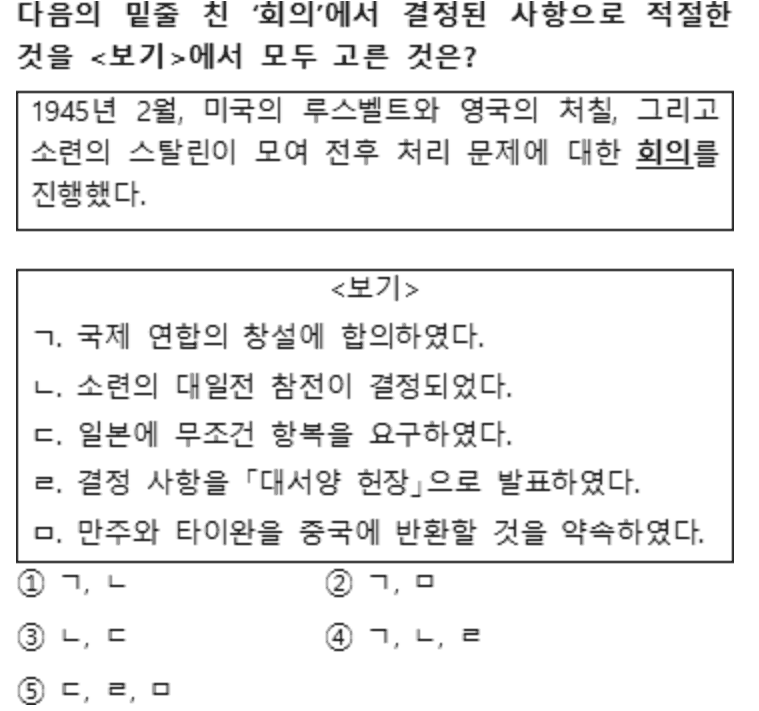 다음의 밑줄 친 '회의'에서 결정된 사항으로 적절한
것을 <보기>에서 모두 고른 것은?
1945년 2월, 미국의 루스벨트와 영국의 처칠, 그리고
소련의 스탈린이 모여 전후 처리 문제에 대한 회의를
진행했다.
<보기>
ㄱ. 국제 연합의 창설에 합의하였다.
ㄴ. 소련의 대일전 참전이 결정되었다.
ㄷ. 일본에 무조건 항복을 요구하였다.
ㄹ. 결정 사항을 「대서양 헌장」으로 발표하였다.
ㅁ. 만주와 타이완을 중국에 반환할 것을 약속하였다.
① ㄱ, ㄴ ② ㄱ, ㅁ
③ ㄴ, ㄷ ④ ㄱ, ㄴ, ㄹ
⑤ ㄷ, ㄹ, ㅁ